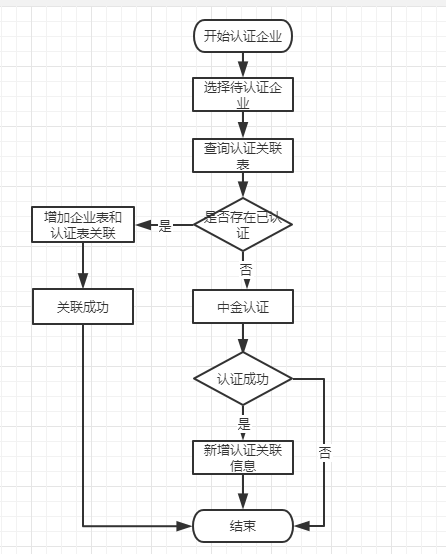 开始认证企业
选择待认证企
业
查询认证关联
表
是否存在已认
证
是
增加企业表和
认证表关联
否
关联成功
中金认证
认证成功
是
否
新增认证关联
信息
结束